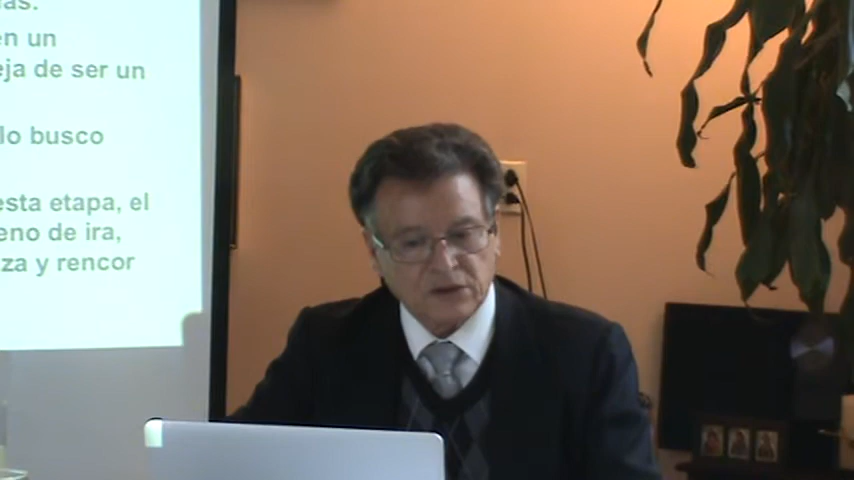 en un
eja de ser un
lo busco
esta etapa, el
eno de ira,
za y rencor